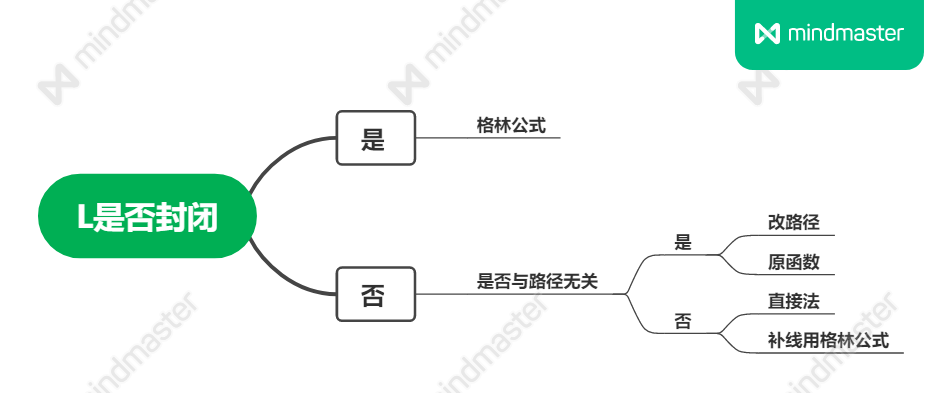 mindmaster
mindmaster
mindmaster
L是否封闭
是
格林公式
否
是否与路径无关
是
改路径
原函数
否
直接法
补线用格林公式
mindmaster
mindmaster
mindmaster